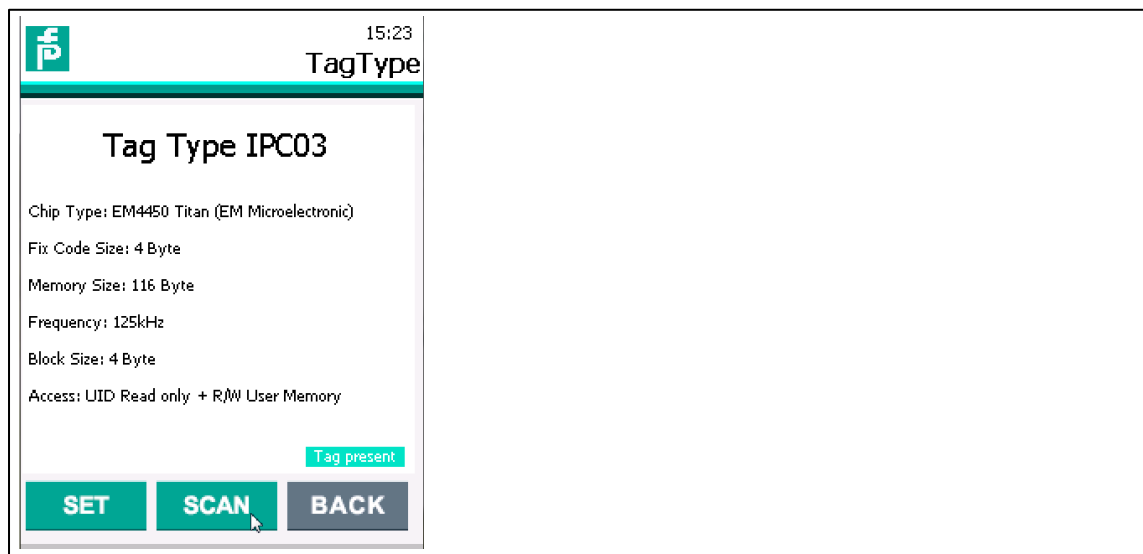 15:23
TagType
Tag Type IPC03
Chip Type: EM4450 Titan (EM Microelectronic)
Fix Code Size: 4 Byte
Memory Size: 116 Byte
Frequency: 125kHz
Block Size: 4 Byte
Access: UID Read only + R/W User Memory
Tag present
SET SCAN BACK